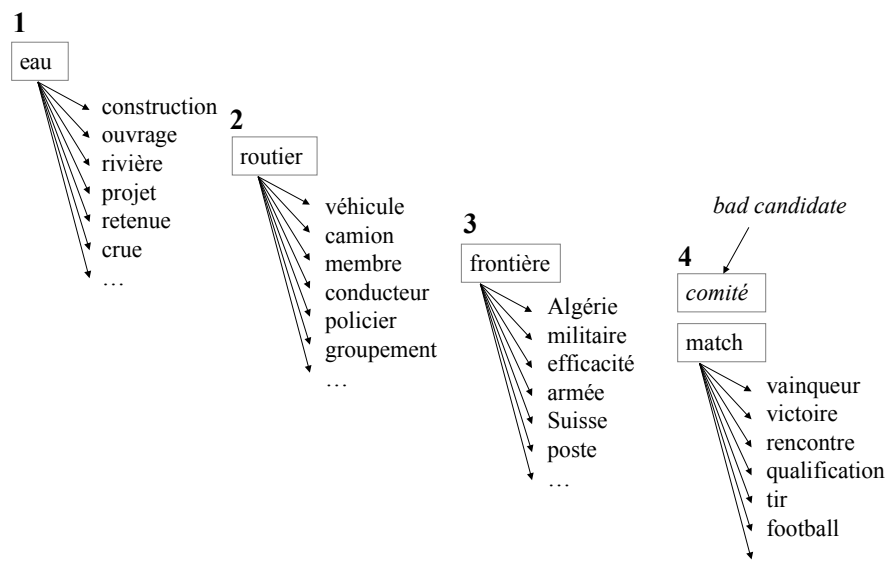 1
eau
construction
ouvrage
rivière
projet
retenue
crue
…
2
routier
véhicule
camion
membre
conducteur
policier
groupement
…
3
frontière
Algérie
militaire
efficacité
armée
Suisse
poste
…
bad candidate
4
comité
match
vainqueur
victoire
rencontre
qualification
tir
football